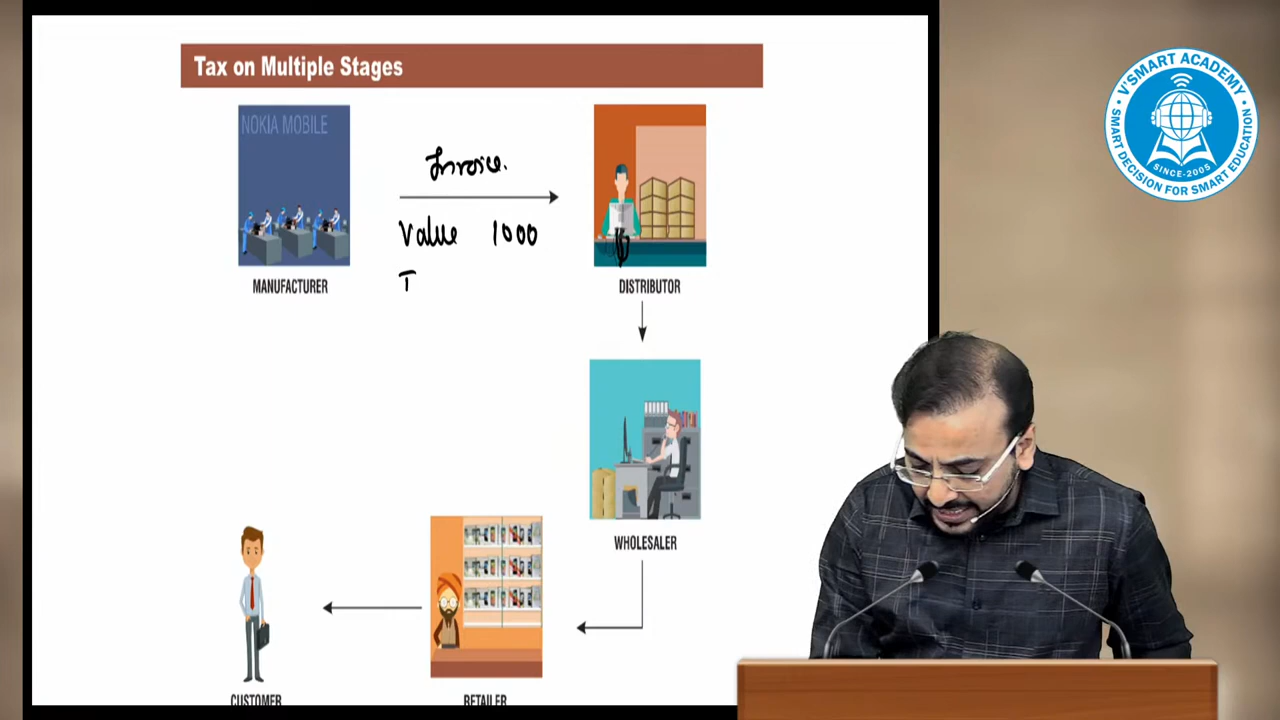 Tax on Multiple Stages
NOKIA MOBILE
Invoice.
Value 1000
T
MANUFACTURER
DISTRIBUTOR
WHOLESALER
CUSTOMER
RETAILER
V'SMART ACADEMY
SINCE-2005
SMART DECISION FOR SMART EDUCATION